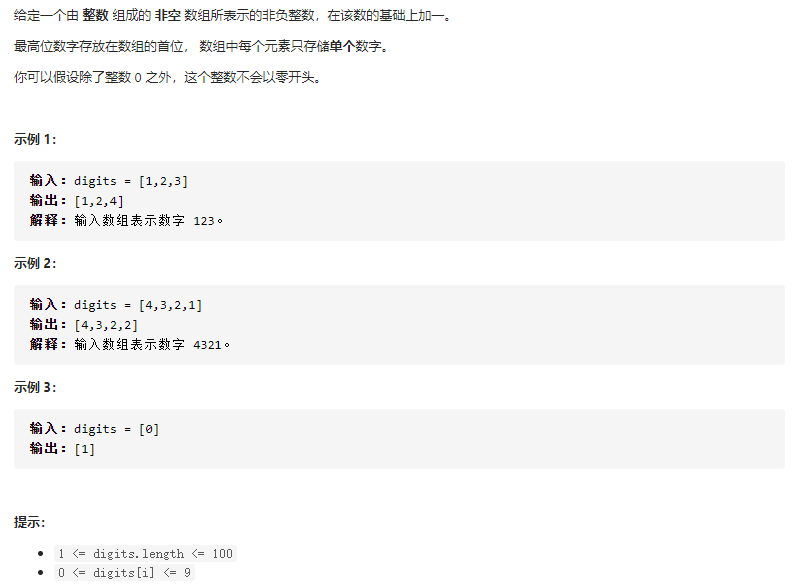 给定一个由 整数 组成的 非空 数组所表示的非负整数，在该数的基础上加一。
最高位数字存放在数组的首位， 数组中每个元素只存储单个数字。
你可以假设除了整数 0 之外，这个整数不会以零开头。
示例 1：
输入：digits = [1,2,3]
输出：[1,2,4]
解释：输入数组表示数字 123。
示例 2：
输入：digits = [4,3,2,1]
输出：[4,3,2,2]
解释：输入数组表示数字 4321。
示例 3：
输入：digits = [0]
输出：[1]
提示：
1 <= digits.length <= 100
0 <= digits[i] <= 9